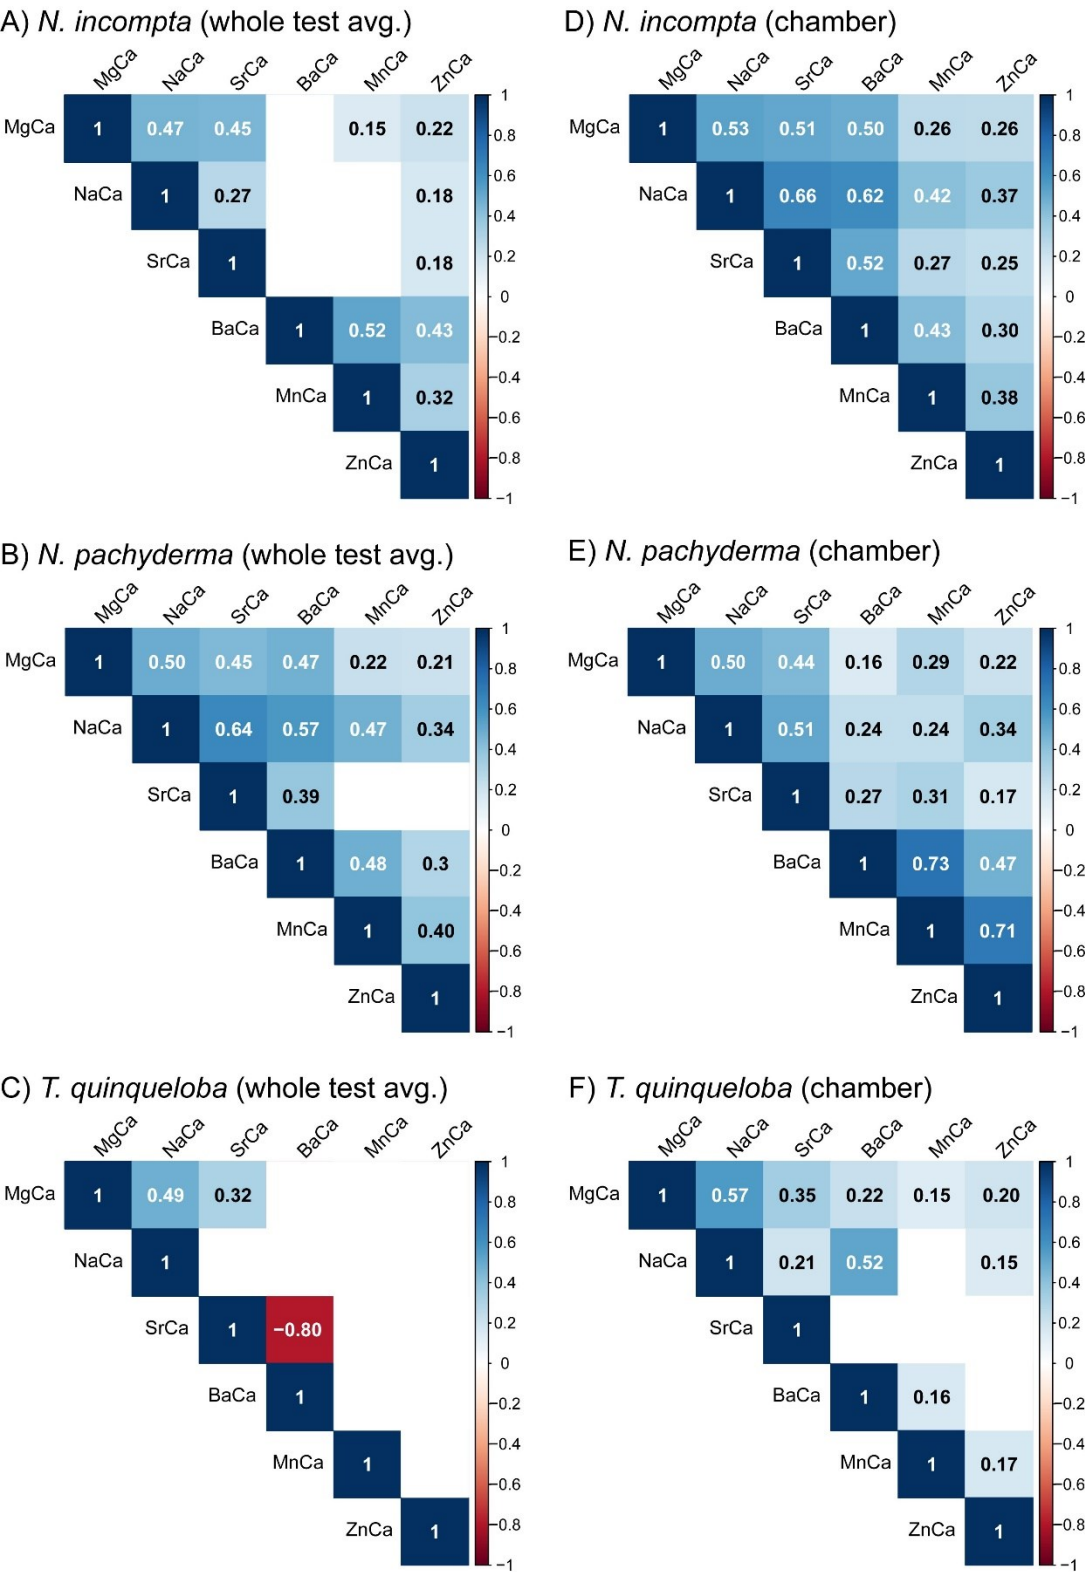 A) N. incompta (whole test avg.)
MgCa NaCa SrCa BaCa MnCa ZnCa
MgCa 1 0.47 0.45 0.15 0.22
NaCa 1 0.27 0.18
SrCa 1 0.18
BaCa 1 0.52 0.43
MnCa 1 0.32
ZnCa 1
1
0.8
0.6
0.4
0.2
0
−0.2
−0.4
−0.6
−0.8
−1
D) N. incompta (chamber)
MgCa NaCa SrCa BaCa MnCa ZnCa
MgCa 1 0.53 0.51 0.50 0.26 0.26
NaCa 1 0.66 0.62 0.42 0.37
SrCa 1 0.52 0.27 0.25
BaCa 1 0.43 0.30
MnCa 1 0.38
ZnCa 1
1
0.8
0.6
0.4
0.2
0
−0.2
−0.4
−0.6
−0.8
−1
B) N. pachyderma (whole test avg.)
MgCa NaCa SrCa BaCa MnCa ZnCa
MgCa 1 0.50 0.45 0.47 0.22 0.21
NaCa 1 0.64 0.57 0.47 0.34
SrCa 1 0.39
BaCa 1 0.48 0.3
MnCa 1 0.40
ZnCa 1
1
0.8
0.6
0.4
0.2
0
−0.2
−0.4
−0.6
−0.8
−1
E) N. pachyderma (chamber)
MgCa NaCa SrCa BaCa MnCa ZnCa
MgCa 1 0.50 0.44 0.16 0.29 0.22
NaCa 1 0.51 0.24 0.24 0.34
SrCa 1 0.27 0.31 0.17
BaCa 1 0.73 0.47
MnCa 1 0.71
ZnCa 1
1
0.8
0.6
0.4
0.2
0
−0.2
−0.4
−0.6
−0.8
−1
C) T. quinqueloba (whole test avg.)
MgCa NaCa SrCa BaCa MnCa ZnCa
MgCa 1 0.49 0.32
NaCa 1
SrCa 1 −0.80
BaCa 1
MnCa 1
ZnCa 1
1
0.8
0.6
0.4
0.2
0
−0.2
−0.4
−0.6
−0.8
−1
F) T. quinqueloba (chamber)
MgCa NaCa SrCa BaCa MnCa ZnCa
MgCa 1 0.57 0.35 0.22 0.15 0.20
NaCa 1 0.21 0.52 0.15
SrCa 1
BaCa 1 0.16
MnCa 1 0.17
ZnCa 1
1
0.8
0.6
0.4
0.2
0
−0.2
−0.4
−0.6
−0.8
−1